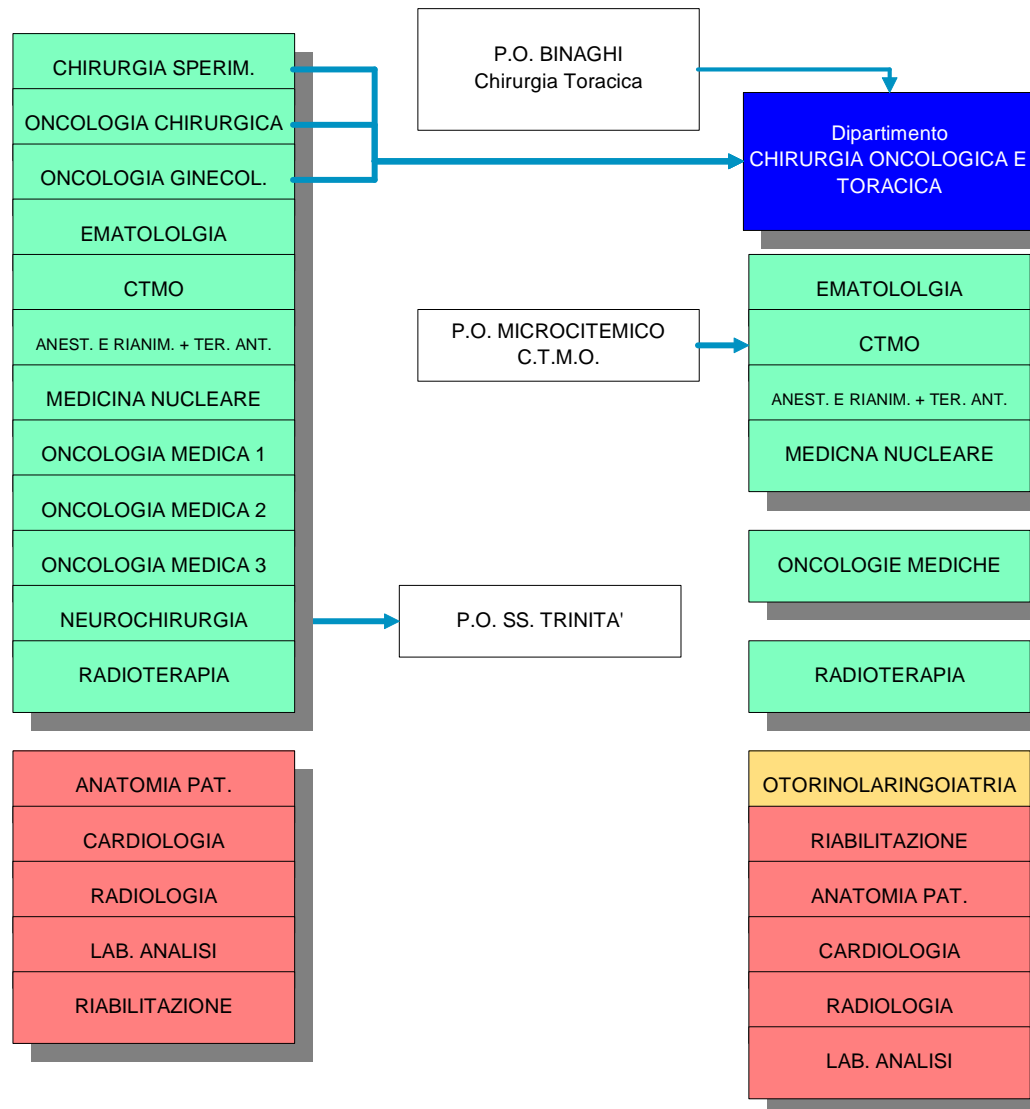 CHIRURGIA SPERIM.
ONCOLOGIA CHIRURGICA
ONCOLOGIA GINECOL.
EMATOLOLGIA
CTMO
ANEST. E RIANIM. + TER. ANT.
MEDICINA NUCLEARE
ONCOLOGIA MEDICA 1
ONCOLOGIA MEDICA 2
ONCOLOGIA MEDICA 3
NEUROCHIRURGIA
RADIOTERAPIA
ANATOMIA PAT.
CARDIOLOGIA
RADIOLOGIA
LAB. ANALISI
RIABILITAZIONE
P.O. BINAGHI
Chirurgia Toracica
P.O. MICROCITEMICO
C.T.M.O.
P.O. SS. TRINITA'
Dipartimento
CHIRURGIA ONCOLOGICA E
TORACICA
EMATOLOLGIA
CTMO
ANEST. E RIANIM. + TER. ANT.
MEDICNA NUCLEARE
ONCOLOGIE MEDICHE
RADIOTERAPIA
OTORINOLARINGOIATRIA
RIABILITAZIONE
ANATOMIA PAT.
CARDIOLOGIA
RADIOLOGIA
LAB. ANALISI